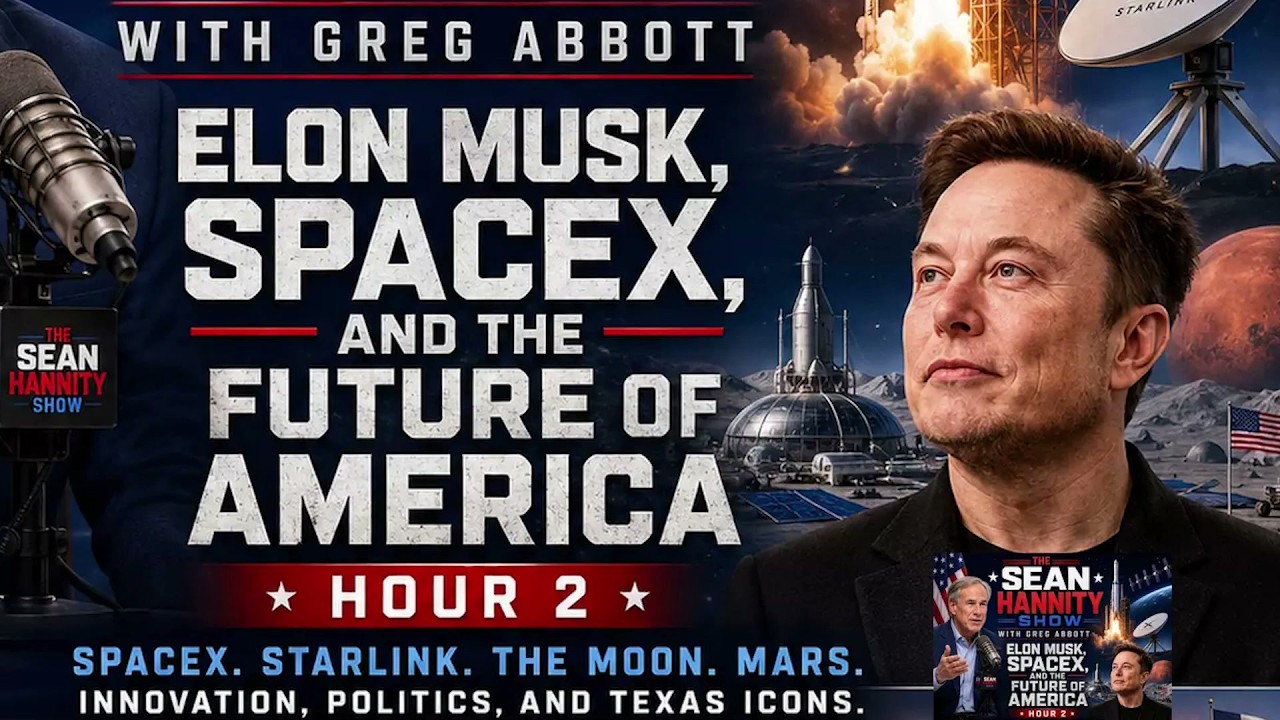 WITH GREG ABBOTT
ELON MUSK,
SPACEX,
AND THE
FUTURE OF
AMERICA
★ HOUR 2 ★
SPACEX. STARLINK. THE MOON. MARS.
INNOVATION, POLITICS, AND TEXAS ICONS.
THE
SEAN
HANNITY
SHOW
STARLINK
THE
★SEAN★
HANNITY
SHOW
WITH GREG ABBOTT
ELON MUSK,
SPACEX,
AND THE
FUTURE OF
AMERICA
★ HOUR 2 ★